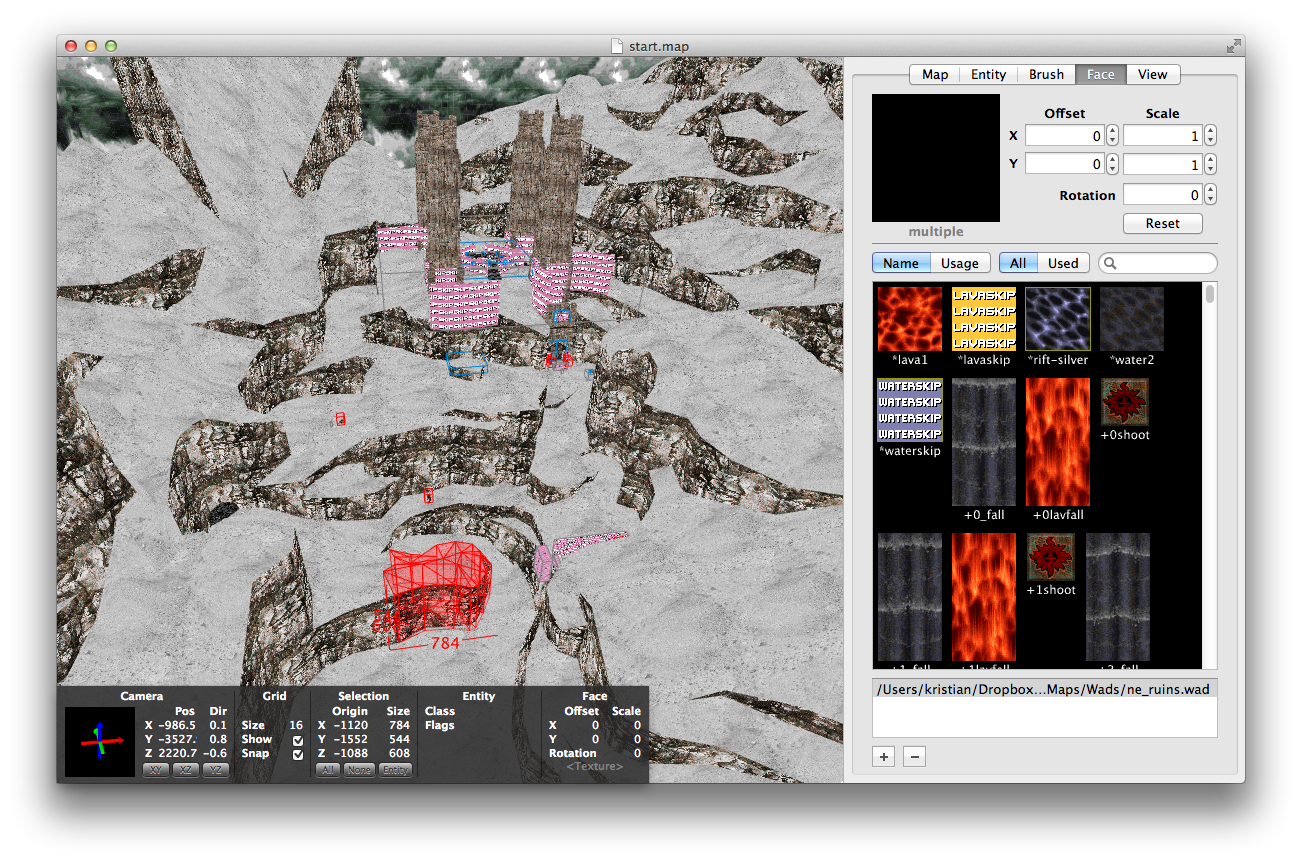 start.map
Map Entity Brush Face View
Offset Scale
X 0 1
Y 0 1
Rotation 0
multiple
Reset
Name Usage All Used
LAVASKIP
LAVASKIP
LAVASKIP
LAVASKIP
*lava1 *lavaskip *rift-silver *water2
WATERSKIP
WATERSKIP
WATERSKIP
WATERSKIP
*waterskip
+0shoot
+0_fall +0lavfall
+1shoot
+1_fall +1lavfall +2_fall
/Users/kristian/Dropbox...Maps/Wads/ne_ruins.wad
+ −
784
Camera Grid Selection Entity Face
Pos Dir
X -986.5 0.1
Y -3527. 0.8
Z 2220.7 -0.6
XY XZ YZ
Size 16
Show
Snap
Origin Size
X -1120 784
Y -1552 544
Z -1088 608
All None Entity
Class
Flags
Offset Scale
X 0 0
Y 0 0
Rotation 0
<Texture>